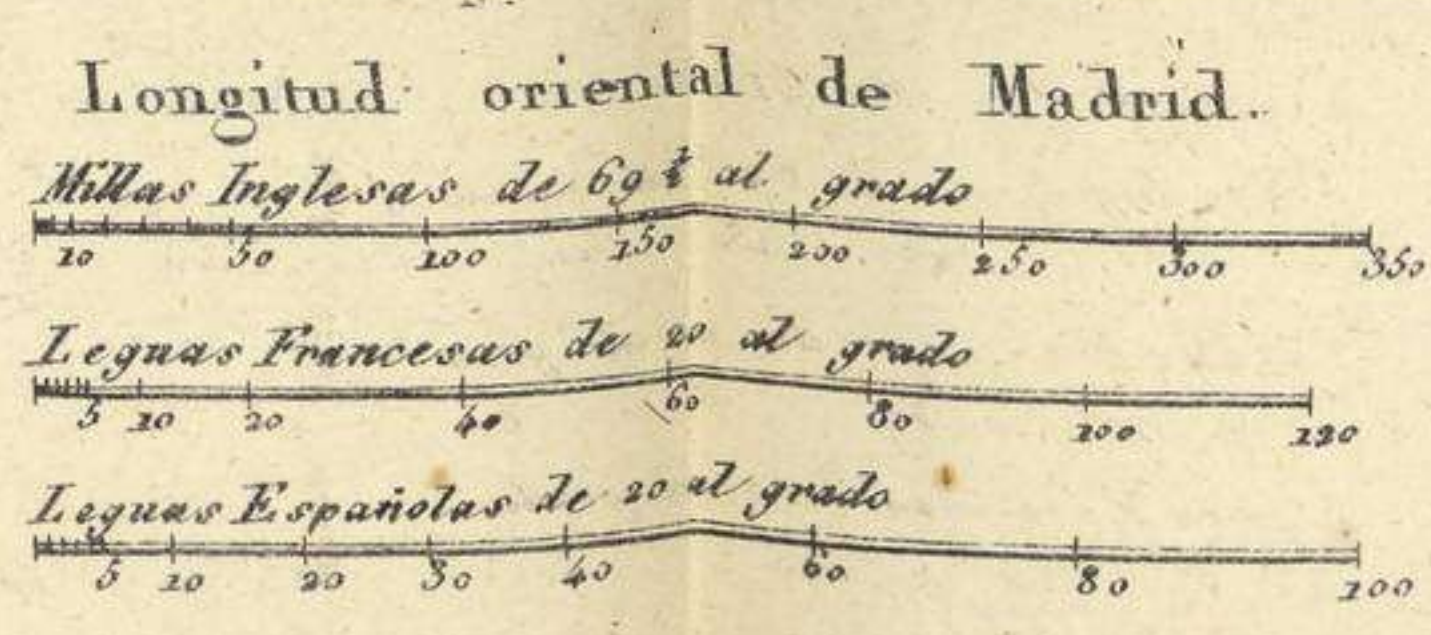 Longitud oriental de Madrid.
Millas Inglesas de 69 ½ al grado
10 50 100 150 200 250 300 350
Leguas Francesas de 20 al grado
5 10 20 40 60 80 100 120
Leguas Españolas de 20 al grado
5 10 20 30 40 60 80 100